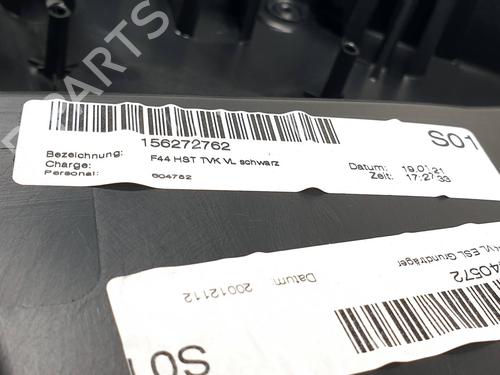 156272762
S01
Bezeichnung: F44 HST TVK VL schwarz
Charge:
Personal: 604762
Datum: 19.01.21
Zeit: 17:27:33
VL ESL Grundträger
40572
Datum: 20012112
S0
B-PARTS